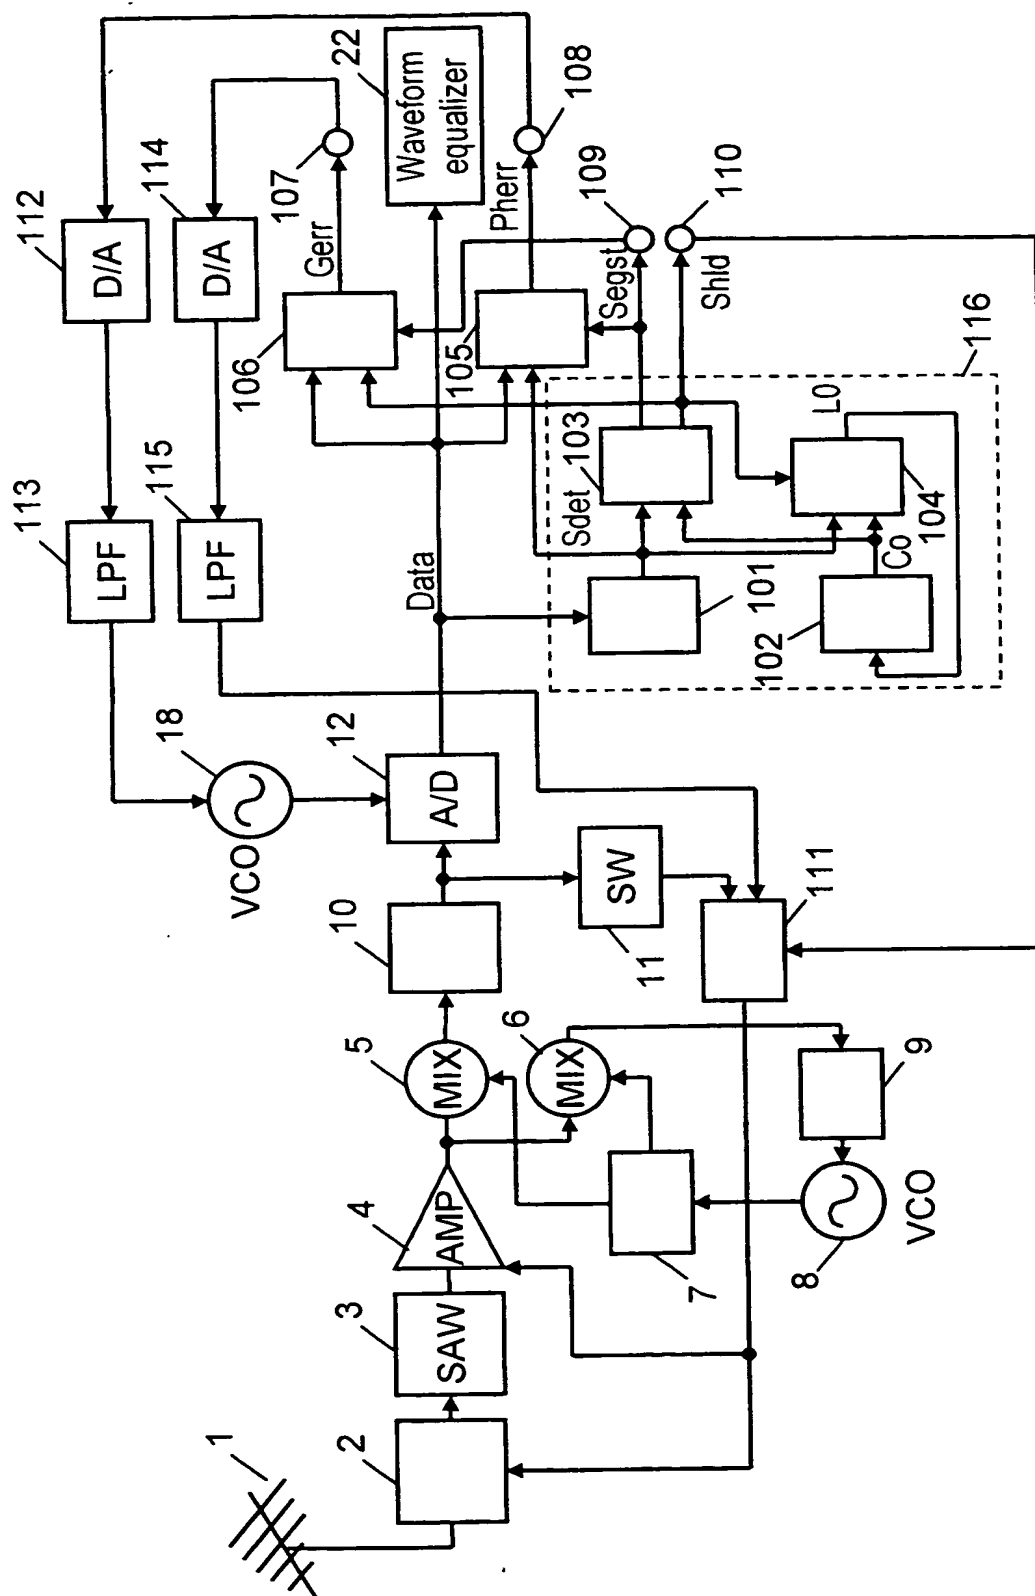 112
D/A
113
LPF
18
VCO
114
D/A
115
LPF
107
Gerr
106
22
Waveform
equalizer
1
2
3
SAW
4
AMP
5
MIX
10
12
A/D
Data
108
Pherr
105
6
MIX
SW
11
109
Segst
103
Sdet
101
110
Shld
7
111
8
VCO
9
102
Co
104
LO
116